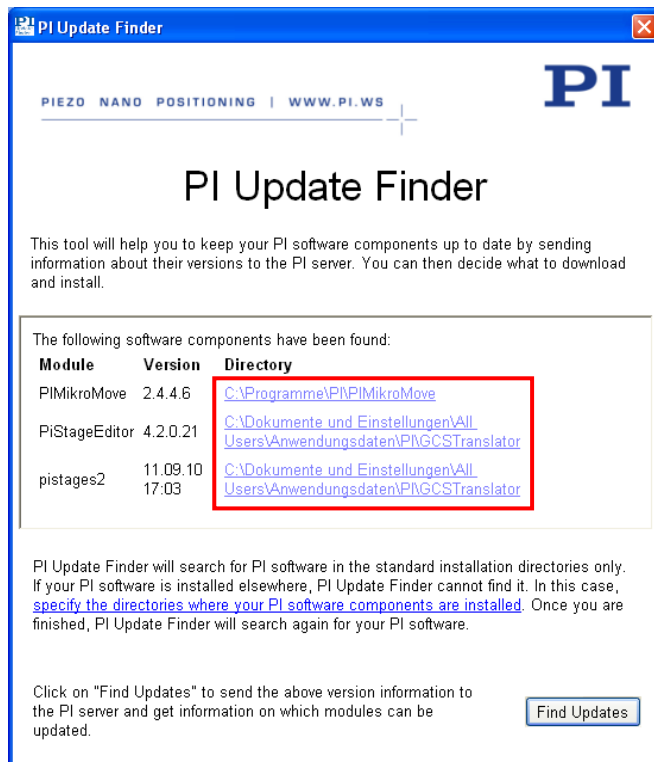 PI Update Finder
PIEZO NANO POSITIONING | WWW.PI.WS
PI
PI Update Finder
This tool will help you to keep your PI software components up to date by sending
information about their versions to the PI server. You can then decide what to download
and install.
The following software components have been found:
Module Version Directory
PIMikroMove 2.4.4.6 C:\Programme\PI\PIMikroMove
PiStageEditor 4.2.0.21 C:\Dokumente und Einstellungen\All
Users\Anwendungsdaten\PI\GCSTranslator
pistages2 11.09.10
17:03 C:\Dokumente und Einstellungen\All
Users\Anwendungsdaten\PI\GCSTranslator
PI Update Finder will search for PI software in the standard installation directories only.
If your PI software is installed elsewhere, PI Update Finder cannot find it. In this case,
specify the directories where your PI software components are installed. Once you are
finished, PI Update Finder will search again for your PI software.
Click on "Find Updates" to send the above version information to
the PI server and get information on which modules can be
updated.
Find Updates